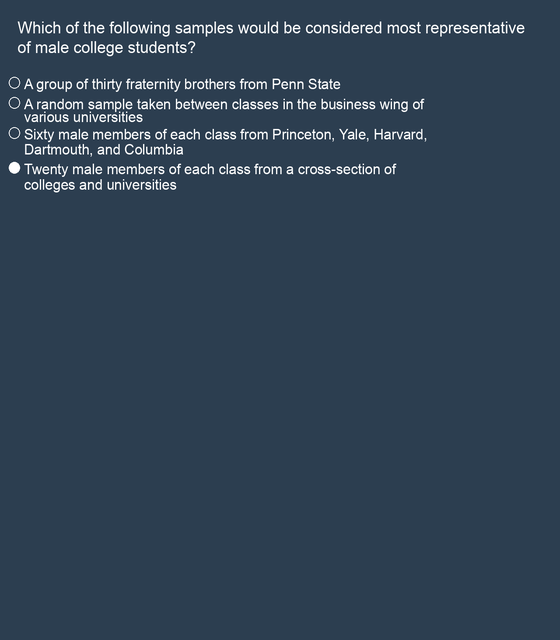 Which of the following samples would be considered most representative
of male college students?
A group of thirty fraternity brothers from Penn State
A random sample taken between classes in the business wing of
various universities
Sixty male members of each class from Princeton, Yale, Harvard,
Dartmouth, and Columbia
Twenty male members of each class from a cross-section of
colleges and universities